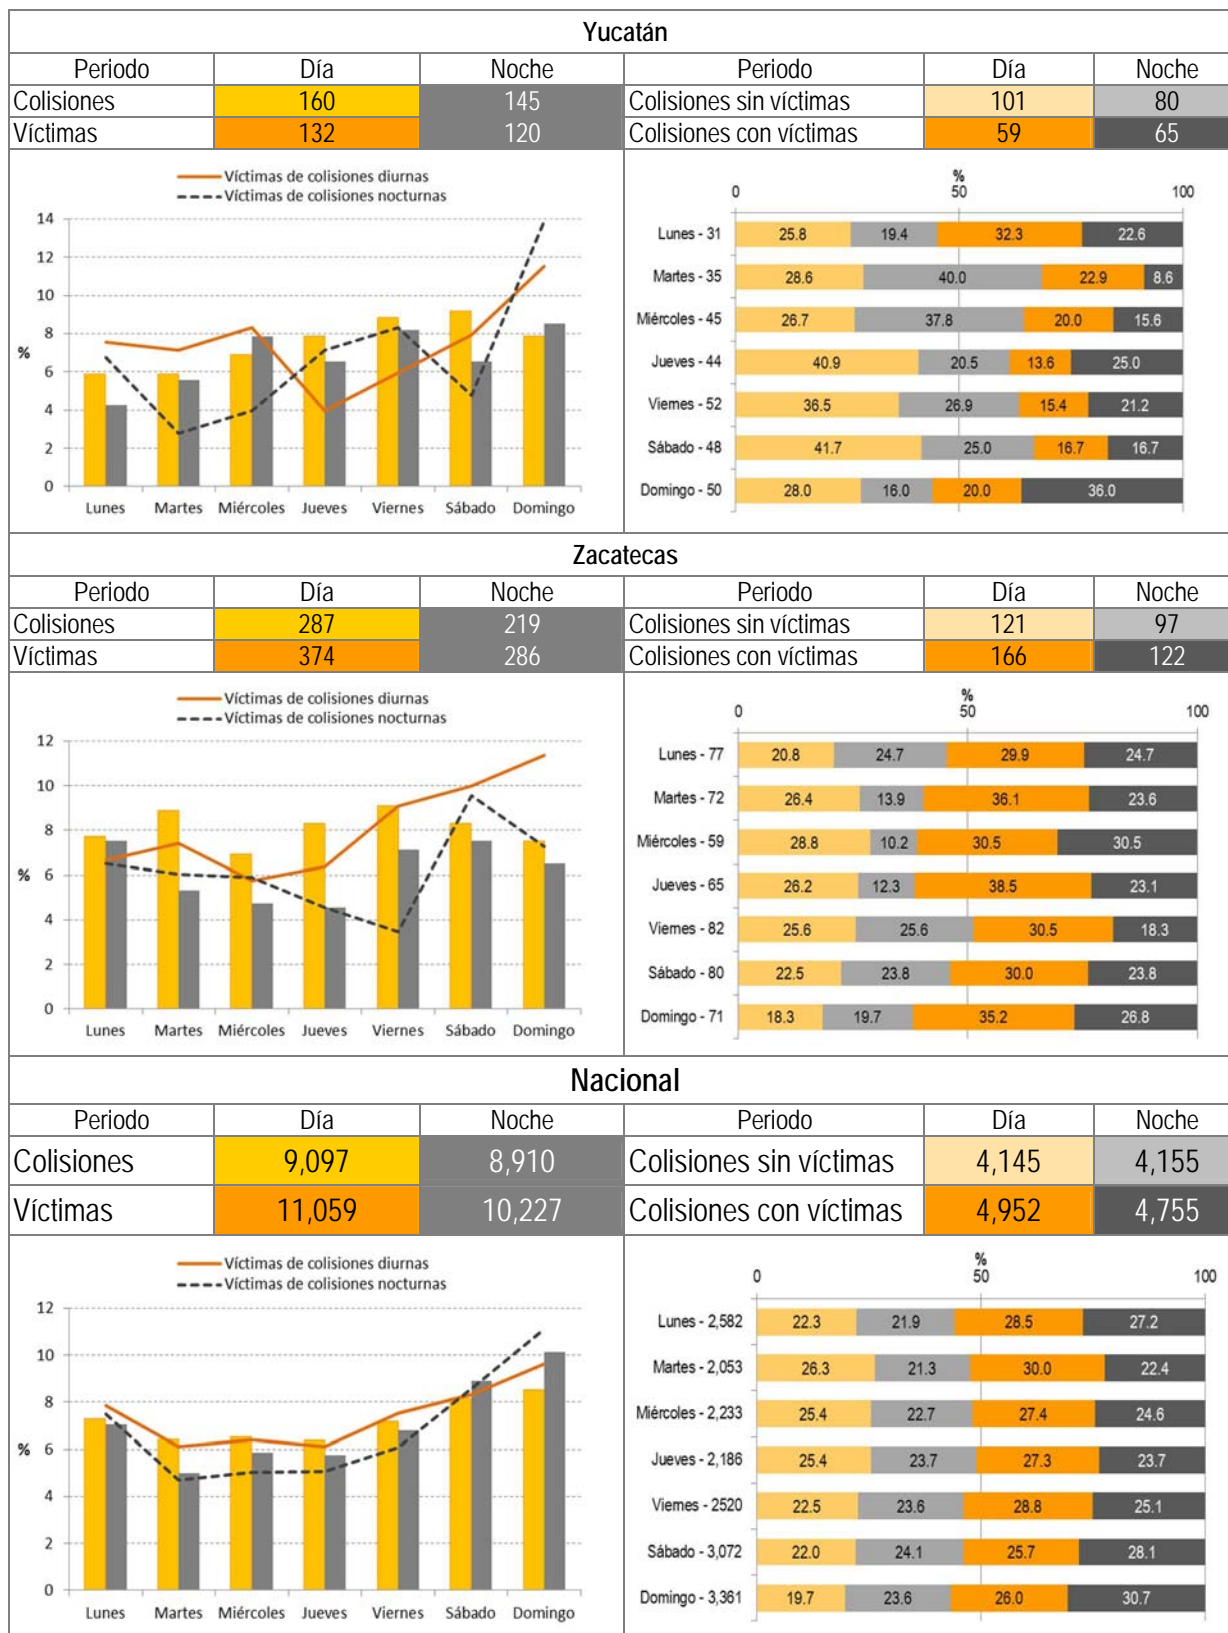 Yucatán
Periodo Día Noche Periodo Día Noche
Colisiones 160 145 Colisiones sin víctimas 101 80
Víctimas 132 120 Colisiones con víctimas 59 65
Víctimas de colisiones diurnas
Víctimas de colisiones nocturnas
14
12
10
8
%
6
4
2
0
Lunes Martes Miércoles Jueves Viernes Sábado Domingo
%
0 50 100
Lunes - 31 25.8 19.4 32.3 22.6
Martes - 35 28.6 40.0 22.9 8.6
Miércoles - 45 26.7 37.8 20.0 15.6
Jueves - 44 40.9 20.5 13.6 25.0
Viernes - 52 36.5 26.9 15.4 21.2
Sábado - 48 41.7 25.0 16.7 16.7
Domingo - 50 28.0 16.0 20.0 36.0
Zacatecas
Periodo Día Noche Periodo Día Noche
Colisiones 287 219 Colisiones sin víctimas 121 97
Víctimas 374 286 Colisiones con víctimas 166 122
Víctimas de colisiones diurnas
Víctimas de colisiones nocturnas
12
10
8
% 6
4
2
0
Lunes Martes Miércoles Jueves Viernes Sábado Domingo
%
0 50 100
Lunes - 77 20.8 24.7 29.9 24.7
Martes - 72 26.4 13.9 36.1 23.6
Miércoles - 59 28.8 10.2 30.5 30.5
Jueves - 65 26.2 12.3 38.5 23.1
Viernes - 82 25.6 25.6 30.5 18.3
Sábado - 80 22.5 23.8 30.0 23.8
Domingo - 71 18.3 19.7 35.2 26.8
Nacional
Periodo Día Noche Periodo Día Noche
Colisiones 9,097 8,910 Colisiones sin víctimas 4,145 4,155
Víctimas 11,059 10,227 Colisiones con víctimas 4,952 4,755
Víctimas de colisiones diurnas
Víctimas de colisiones nocturnas
12
10
8
% 6
4
2
0
Lunes Martes Miércoles Jueves Viernes Sábado Domingo
%
0 50 100
Lunes - 2,582 22.3 21.9 28.5 27.2
Martes - 2,053 26.3 21.3 30.0 22.4
Miércoles - 2,233 25.4 22.7 27.4 24.6
Jueves - 2,186 25.4 23.7 27.3 23.7
Viernes - 2520 22.5 23.6 28.8 25.1
Sábado - 3,072 22.0 24.1 25.7 28.1
Domingo - 3,361 19.7 23.6 26.0 30.7